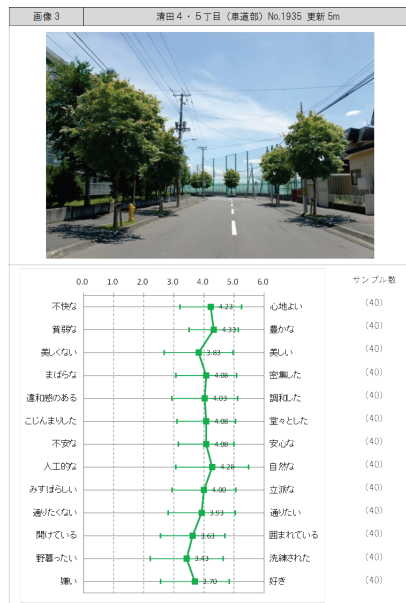 画像3 清田4・5丁目（車道部）No.1935 更新 5m
0.0 1.0 2.0 3.0 4.0 5.0 6.0 サンプル数
不快な 4.23 心地よい (40)
貧弱な 4.33 豊かな (40)
美しくない 3.83 美しい (40)
まばらな 4.08 密集した (40)
違和感のある 4.03 調和した (40)
こじんまりした 4.08 堂々とした (40)
不安な 4.08 安心な (40)
人工的な 4.28 自然な (40)
みすぼらしい 4.00 立派な (40)
通りたくない 3.93 通りたい (40)
開けている 3.63 囲まれている (40)
野暮ったい 3.43 洗練された (40)
嫌い 3.70 好き (40)